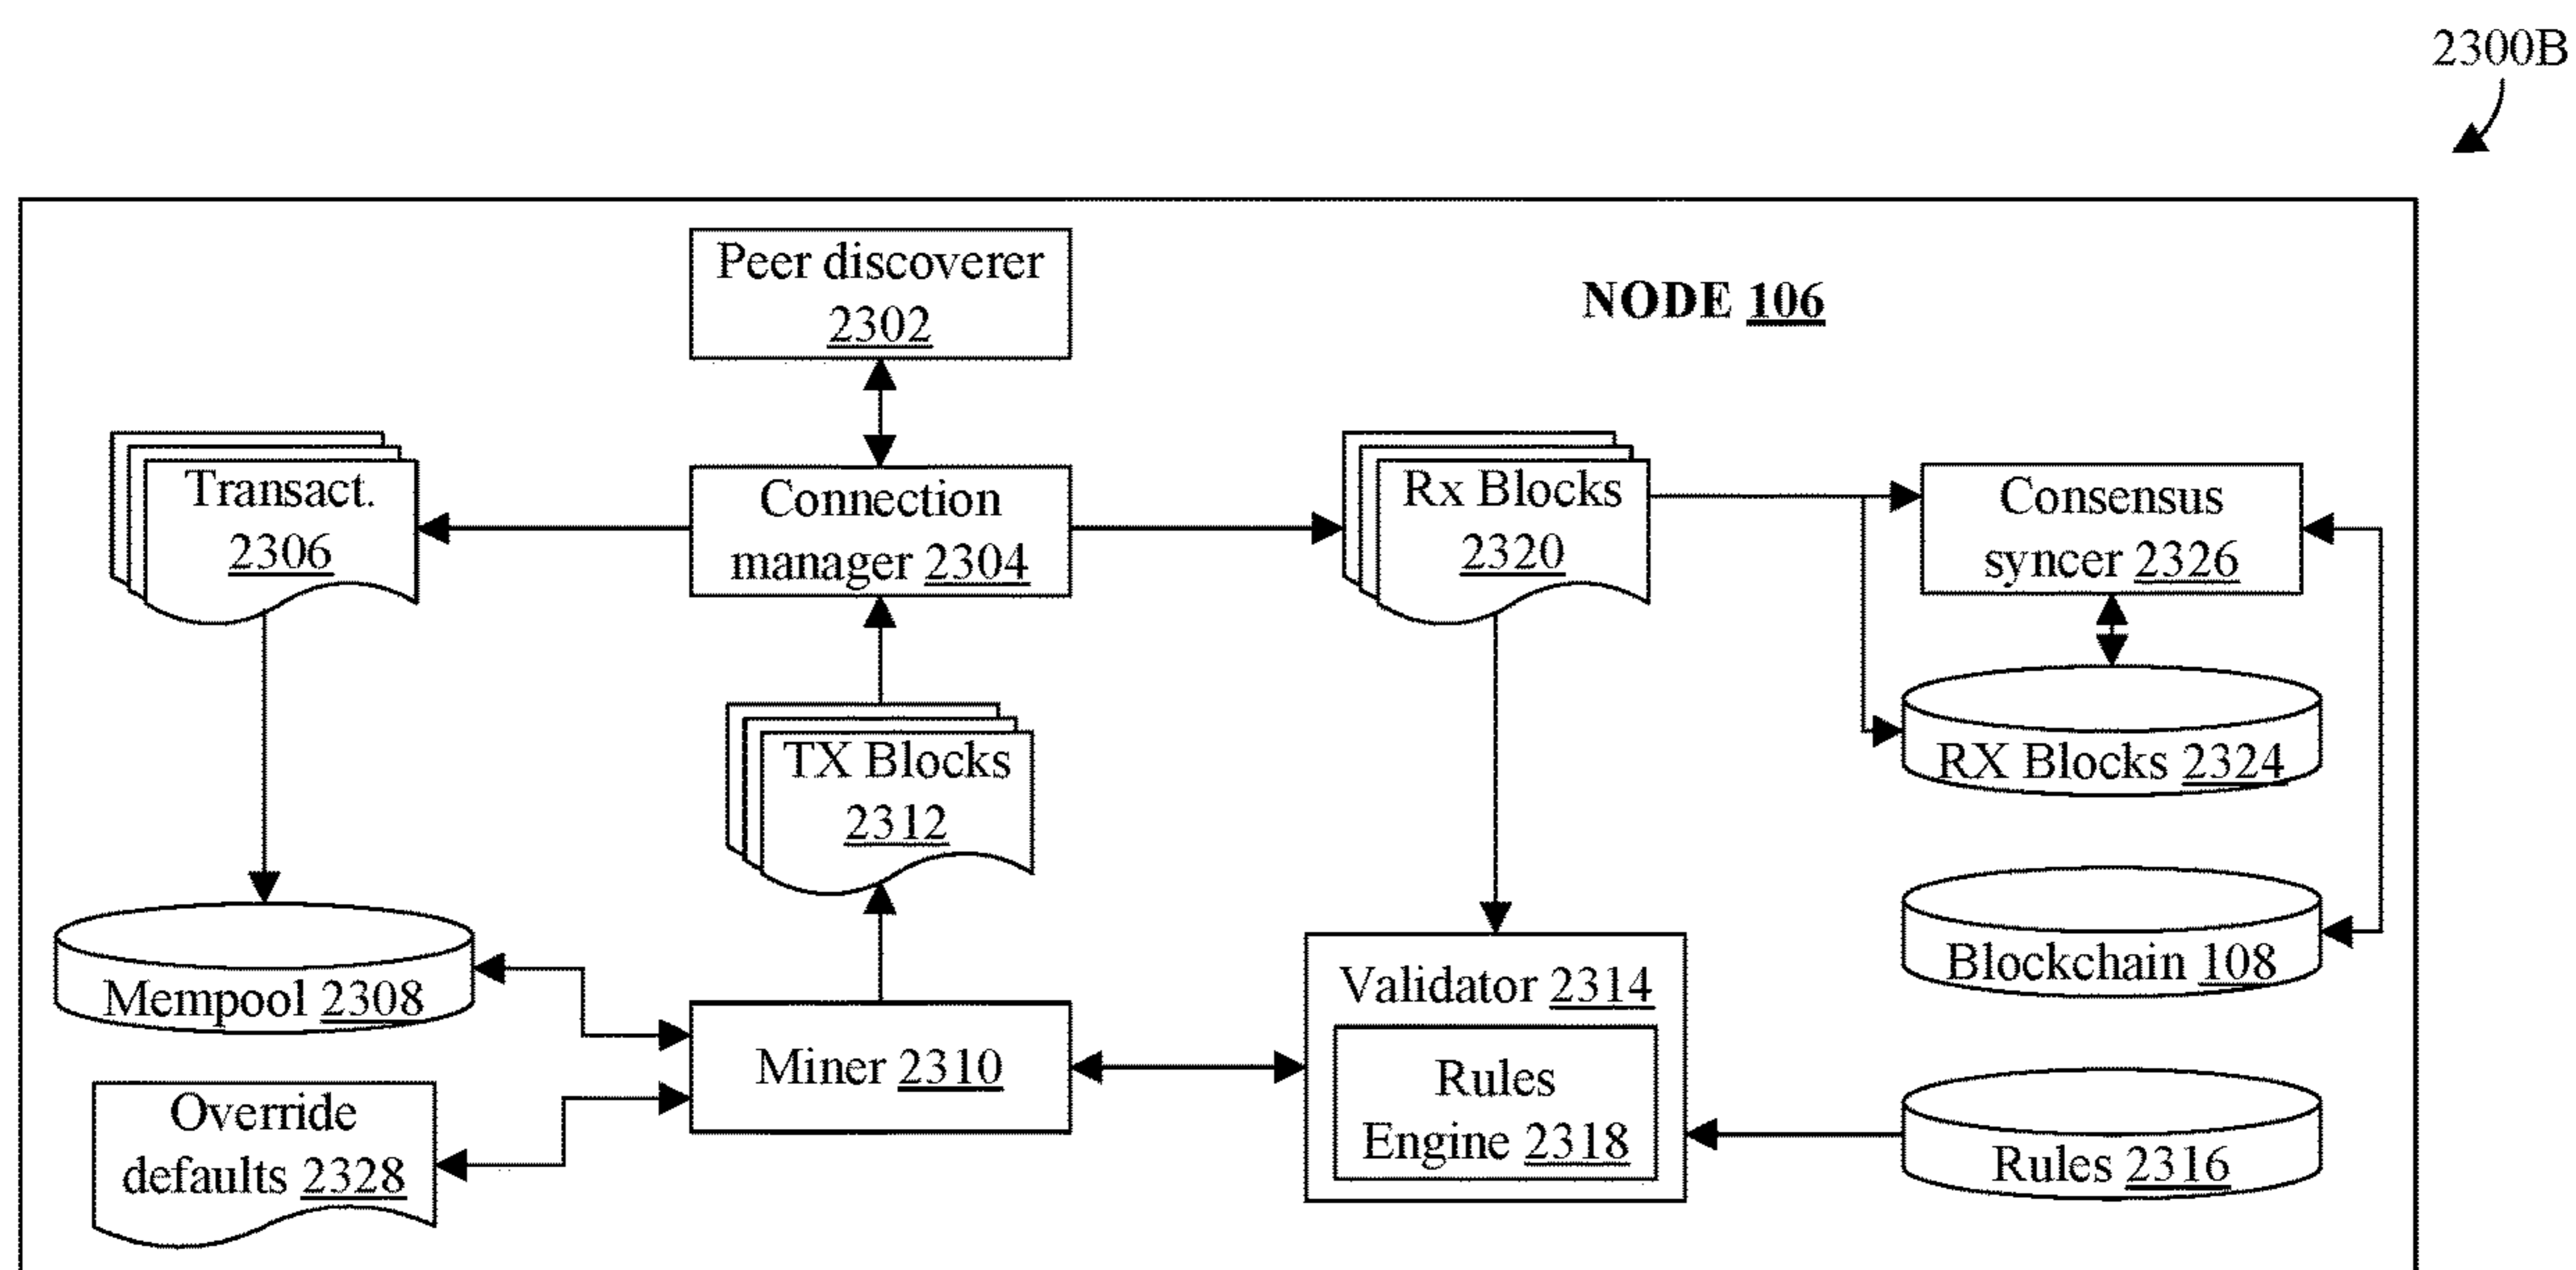 2300B
Peer discoverer
2302
NODE 106
Transact.
2306
Connection
manager 2304
Rx Blocks
2320
Consensus
syncer 2326
TX Blocks
2312
RX Blocks 2324
Mempool 2308
Blockchain 108
Validator 2314
Miner 2310
Rules
Engine 2318
Override
defaults 2328
Rules 2316